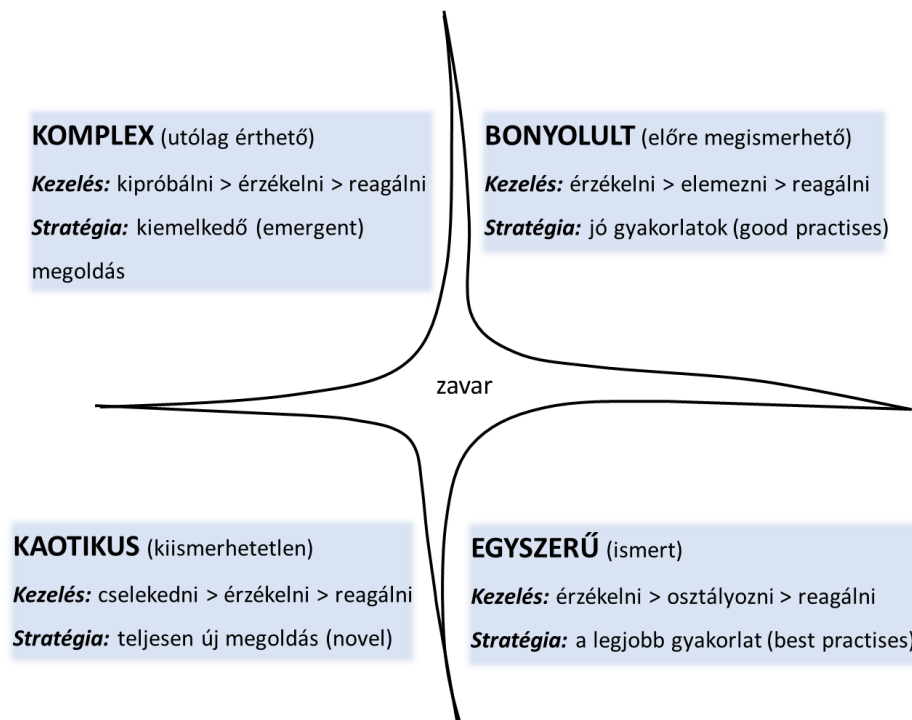 KOMPLEX (utólag érthető)
Kezelés: kipróbálni > érzékelni > reagálni
Stratégia: kiemelkedő (emergent)
megoldás
BONYOLULT (előre megismerhető)
Kezelés: érzékelni > elemezni > reagálni
Stratégia: jó gyakorlatok (good practises)
zavar
KAOTIKUS (kiismerhetetlen)
Kezelés: cselekedni > érzékelni > reagálni
Stratégia: teljesen új megoldás (novel)
EGYSZERŰ (ismert)
Kezelés: érzékelni > osztályozni > reagálni
Stratégia: a legjobb gyakorlat (best practises)